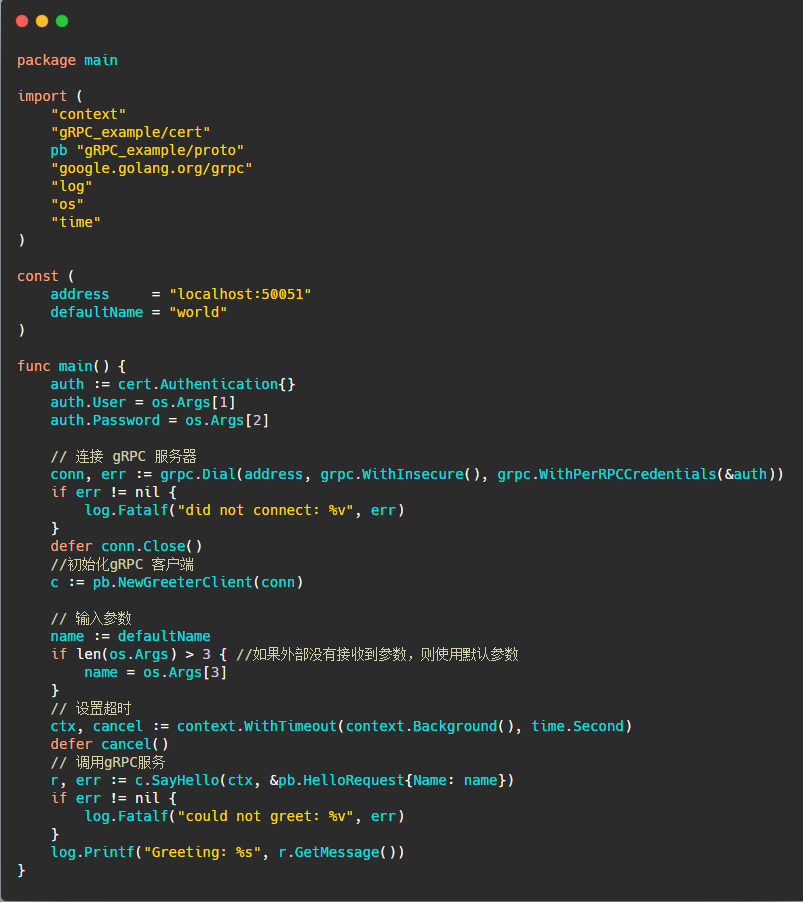 package main
import (
    "context"
    "gRPC_example/cert"
    pb "gRPC_example/proto"
    "google.golang.org/grpc"
    "log"
    "os"
    "time"
)
const (
    address     = "localhost:50051"
    defaultName = "world"
)
func main() {
    auth := cert.Authentication{}
    auth.User = os.Args[1]
    auth.Password = os.Args[2]
    // 连接 gRPC 服务器
    conn, err := grpc.Dial(address, grpc.WithInsecure(), grpc.WithPerRPCCredentials(&auth))
    if err != nil {
        log.Fatalf("did not connect: %v", err)
    }
    defer conn.Close()
    //初始化gRPC 客户端
    c := pb.NewGreeterClient(conn)
    // 输入参数
    name := defaultName
    if len(os.Args) > 3 { //如果外部没有接收到参数，则使用默认参数
        name = os.Args[3]
    }
    // 设置超时
    ctx, cancel := context.WithTimeout(context.Background(), time.Second)
    defer cancel()
    // 调用gRPC服务
    r, err := c.SayHello(ctx, &pb.HelloRequest{Name: name})
    if err != nil {
        log.Fatalf("could not greet: %v", err)
    }
    log.Printf("Greeting: %s", r.GetMessage())
}